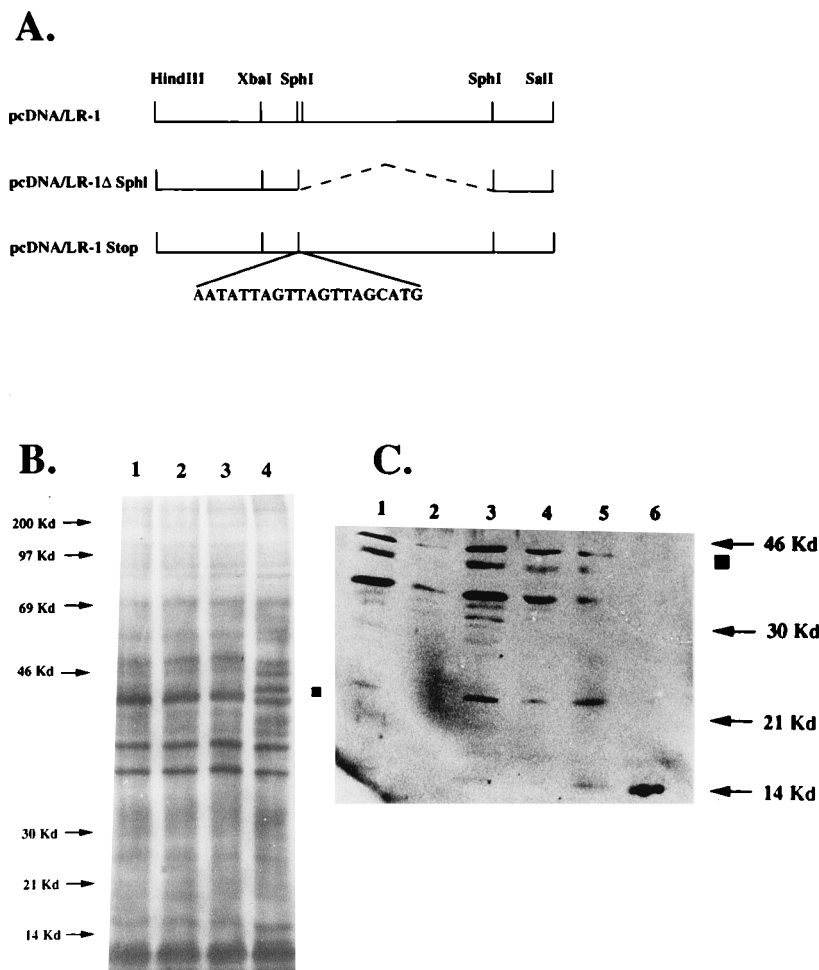 A.
HindIII XbaI SphI SphI SalI
pcDNA/LR-1
pcDNA/LR-1Δ SphI
pcDNA/LR-1 Stop
AATATTAGTTAGTTAGCATG
B.
1 2 3 4
200 Kd
97 Kd
69 Kd
46 Kd
30 Kd
21 Kd
14 Kd
C.
1 2 3 4 5 6
46 Kd
30 Kd
21 Kd
14 Kd